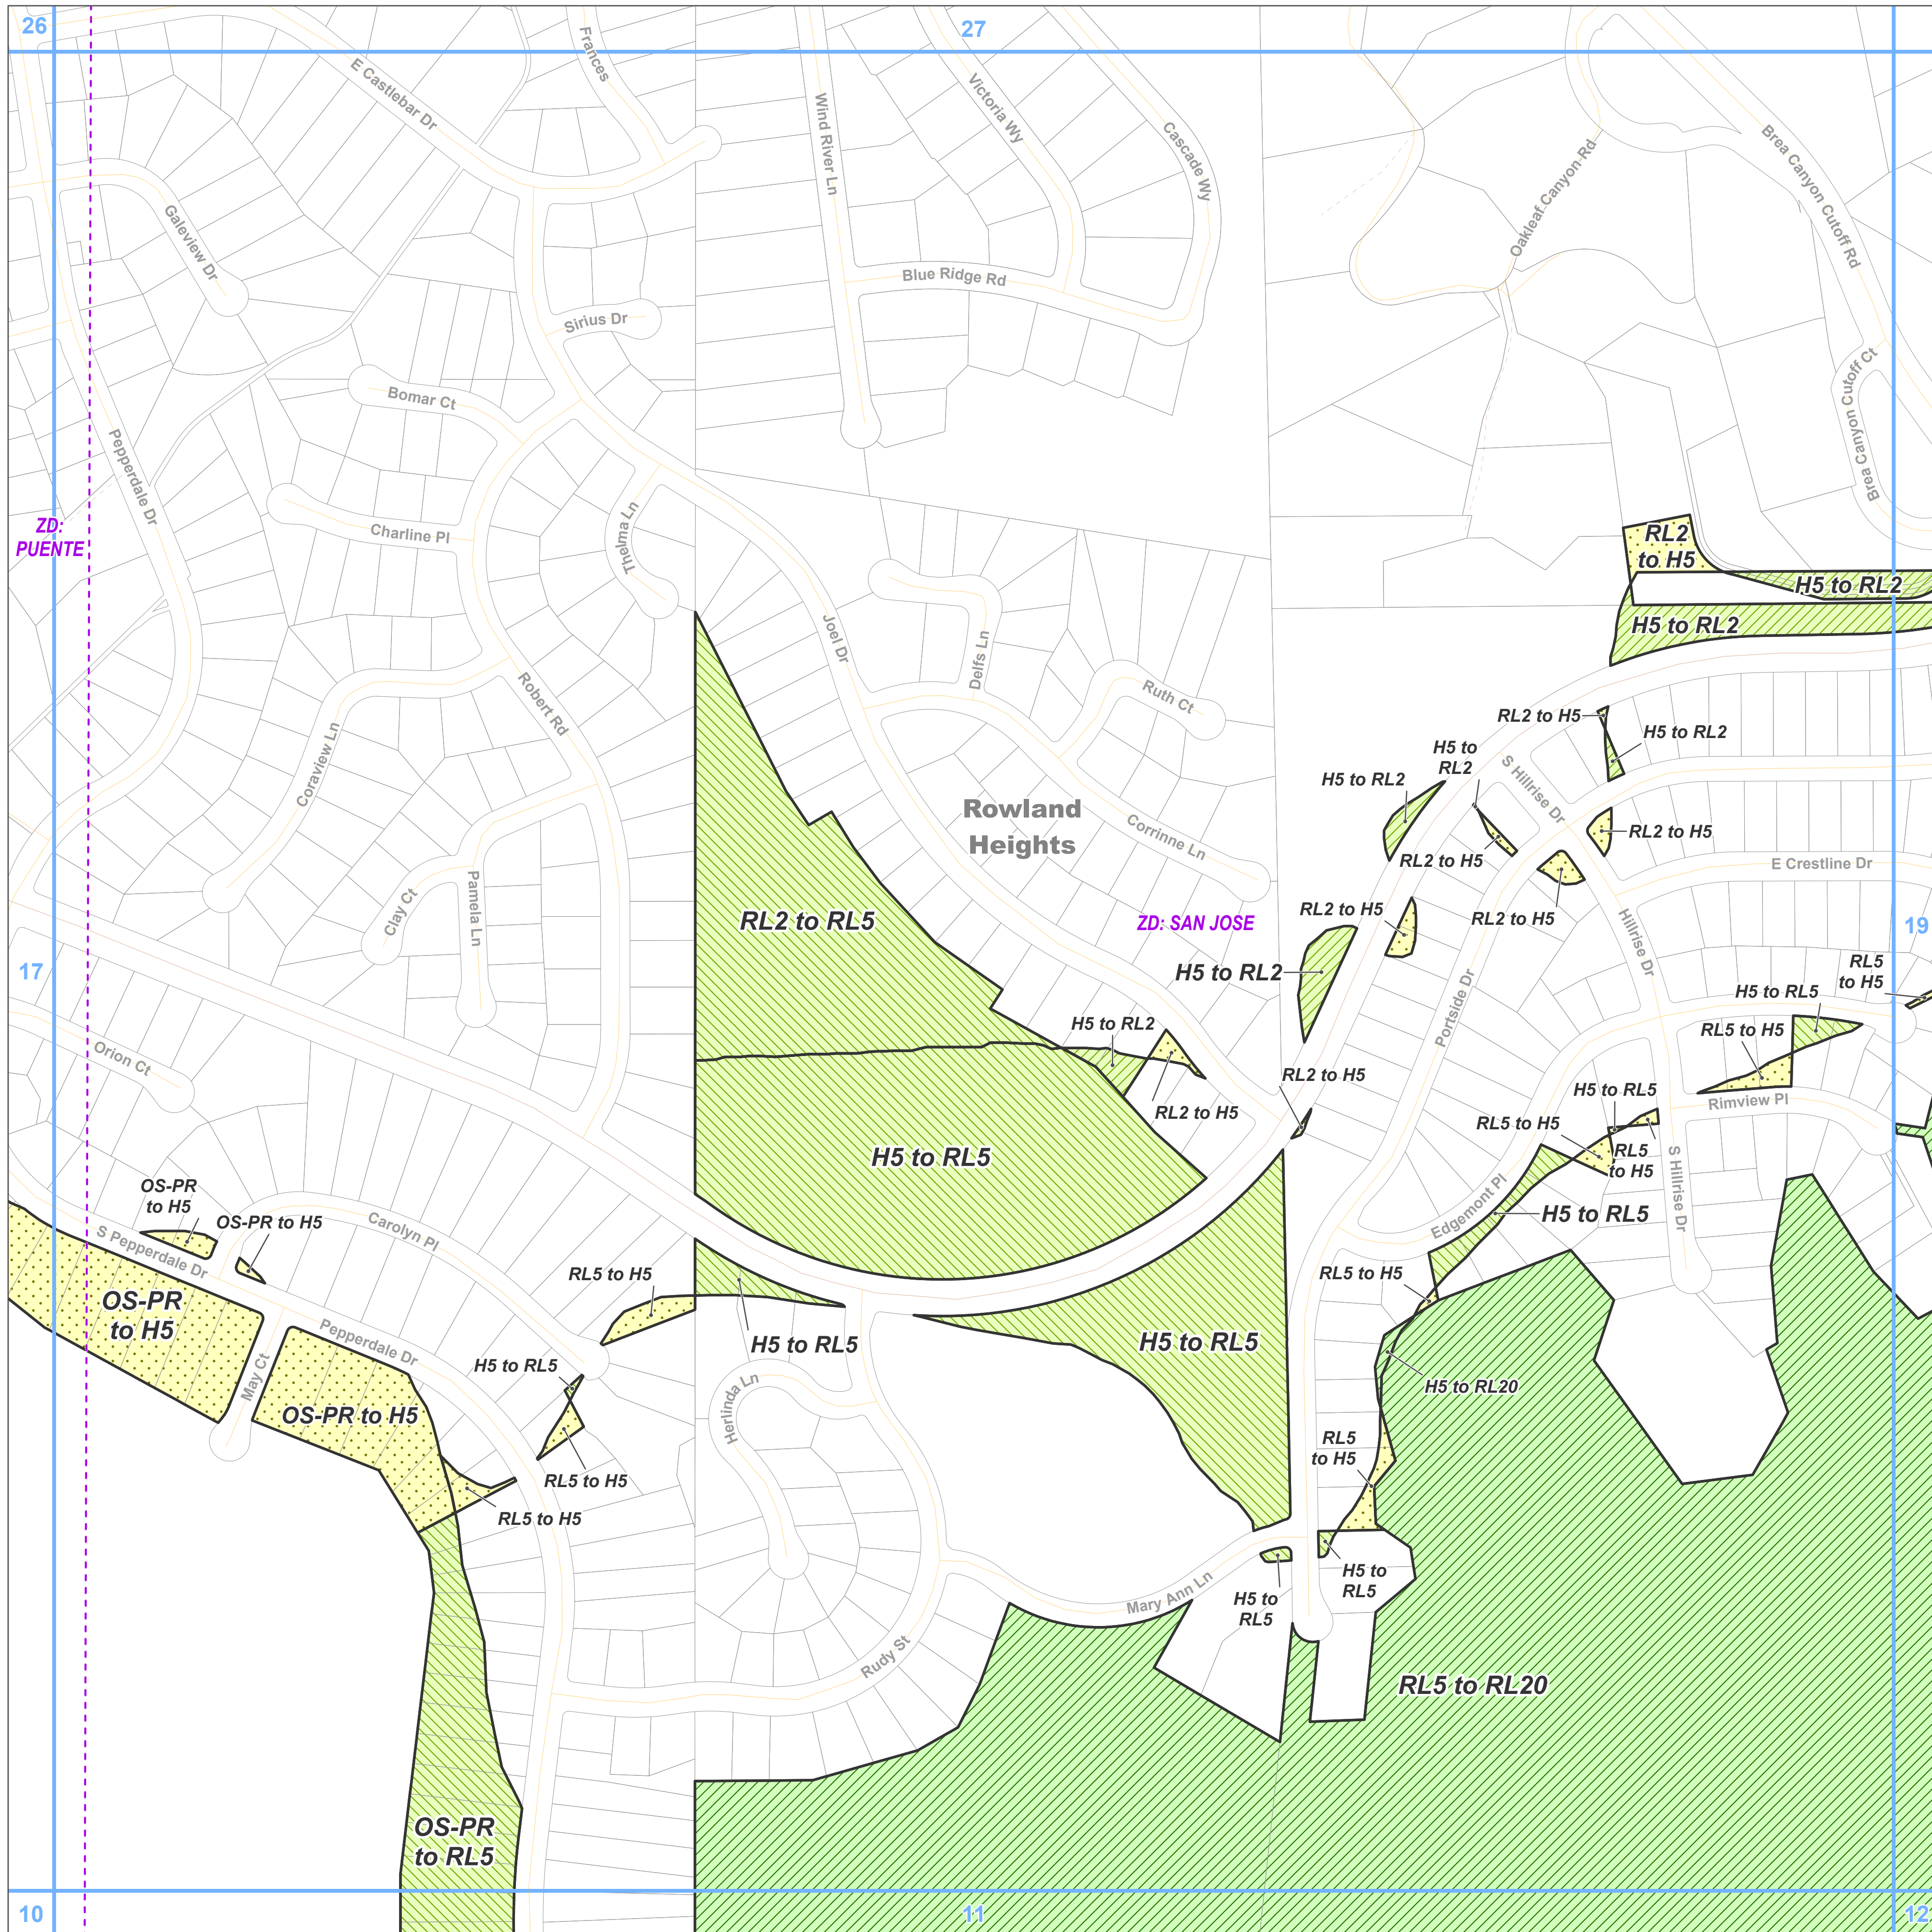 26
27
E Castlebar Dr
Frances
Wind River Ln
Victoria Wy
Cascade Wy
Oakleaf Canyon Rd
Brea Canyon Cutoff Rd
Galeview Dr
Blue Ridge Rd
Sirius Dr
Bomar Ct
Brea Canyon Cutoff Ct
Pepperdale Dr
Charline Pl
Thelma Ln
ZD:
PUENTE
RL2
to H5
H5 to RL2
H5 to RL2
Joel Dr
Delfs Ln
Ruth Ct
Robert Rd
Coraview Ln
RL2 to H5
H5 to RL2
H5 to
RL2
H5 to RL2
S Hillrise Dr
Rowland
Heights
Corrinne Ln
RL2 to H5
RL2 to H5
E Crestline Dr
Clay Ct
Pamela Ln
RL2 to RL5
ZD: SAN JOSE
RL2 to H5
RL2 to H5
Hillrise Dr
19
17
H5 to RL2
RL5
to H5
H5 to RL5
Portside Dr
H5 to RL2
RL5 to H5
Orion Ct
RL2 to H5
H5 to RL5
Rimview Pl
RL2 to H5
RL5 to H5
H5 to RL5
RL5
to H5
S Hillrise Dr
OS-PR
to H5
OS-PR to H5
Carolyn Pl
S Pepperdale Dr
Edgemont Pl
H5 to RL5
RL5 to H5
RL5 to H5
OS-PR
to H5
Pepperdale Dr
H5 to RL5
H5 to RL5
H5 to RL5
May Ct
H5 to RL20
Herlinda Ln
OS-PR to H5
RL5
to H5
RL5 to H5
RL5 to H5
H5 to
RL5
H5 to
RL5
Mary Ann Ln
Rudy St
RL5 to RL20
OS-PR
to RL5
10
11
12